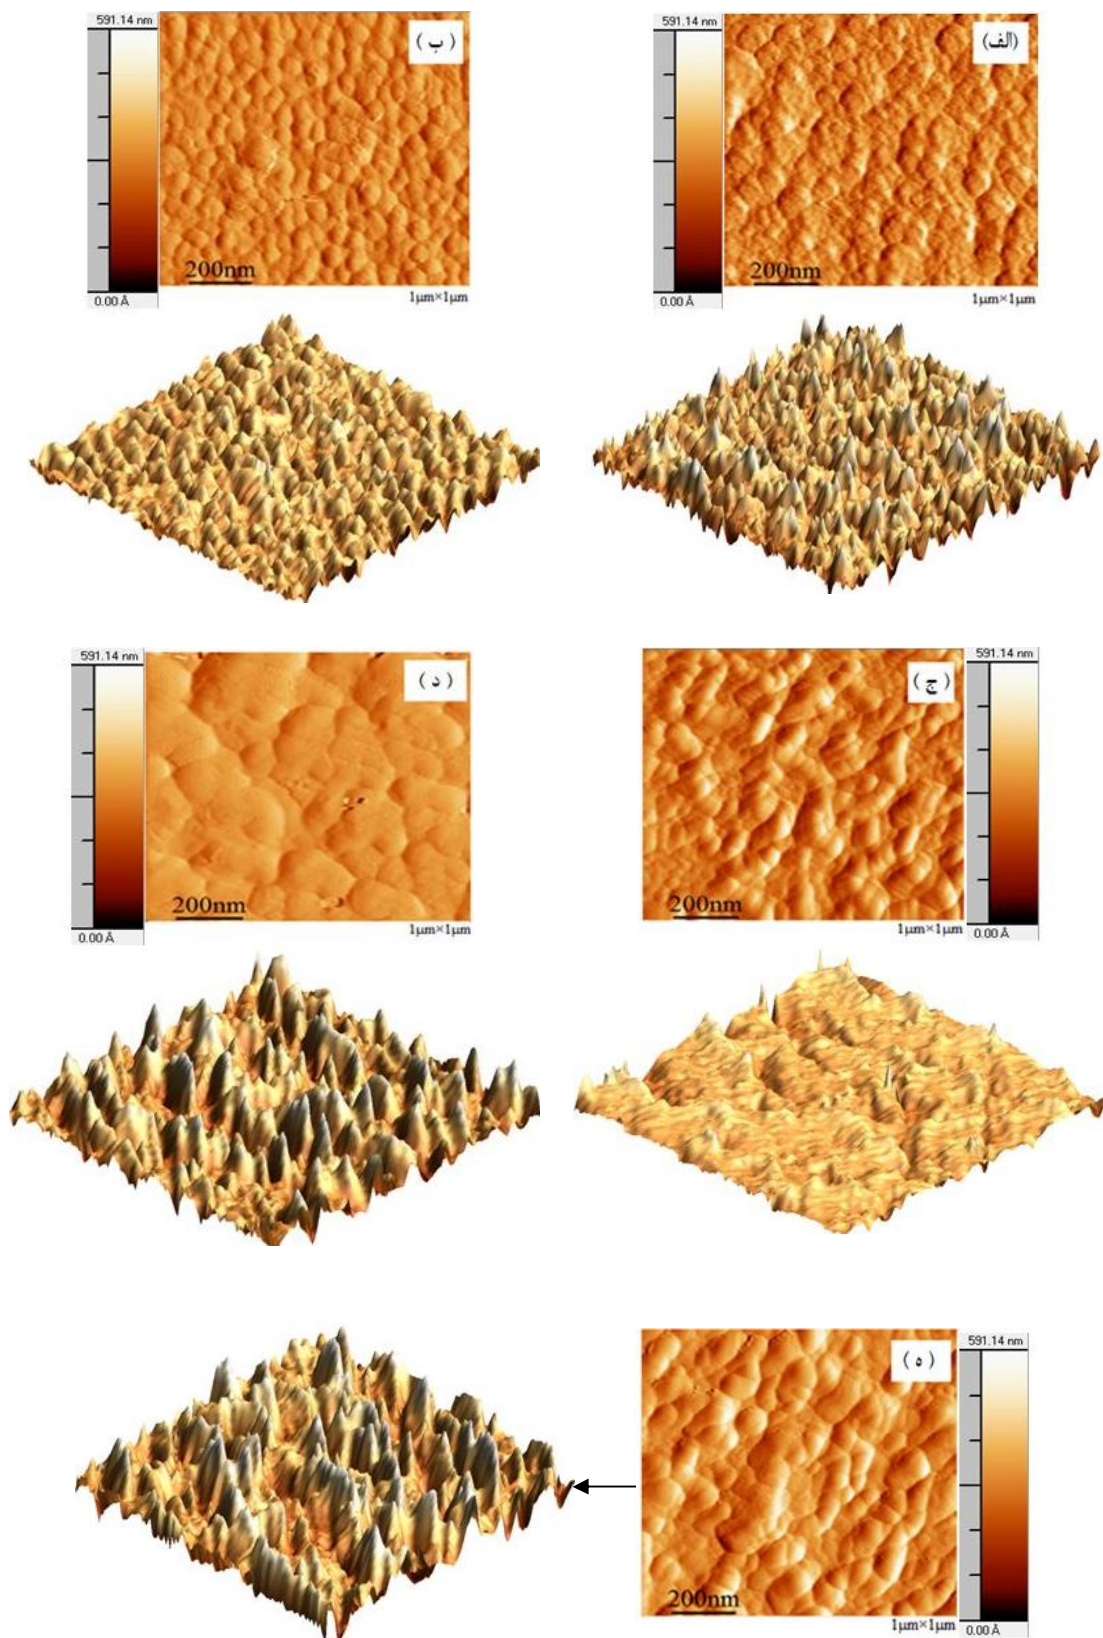 (الف)
591.14 nm
0.00 Å
200nm
1µm×1µm
( ب )
591.14 nm
0.00 Å
200nm
1µm×1µm
( ج )
591.14 nm
0.00 Å
200nm
1µm×1µm
( د )
591.14 nm
0.00 Å
200nm
1µm×1µm
( ه )
591.14 nm
0.00 Å
200nm
1µm×1µm